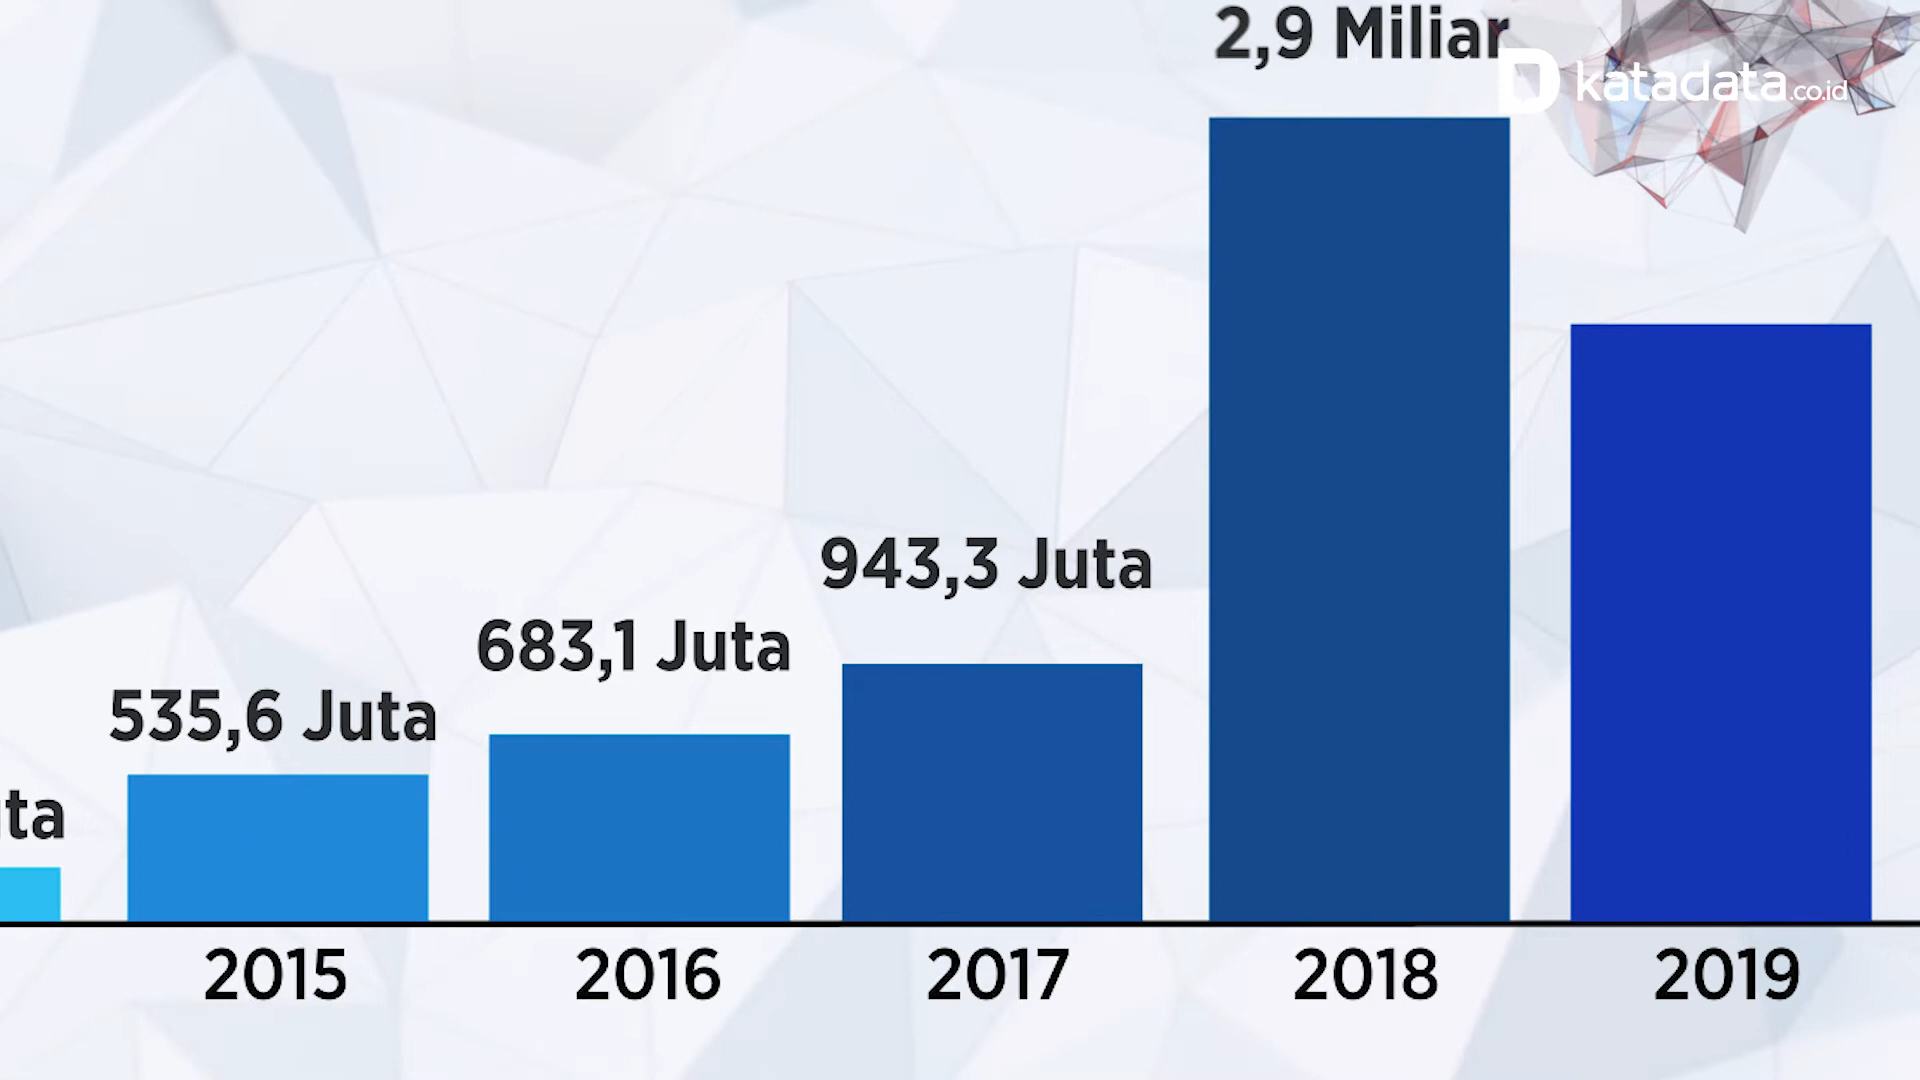 2,9 Miliar
katadata.co.id
943,3 Juta
683,1 Juta
535,6 Juta
ta
2015
2016
2017
2018
2019